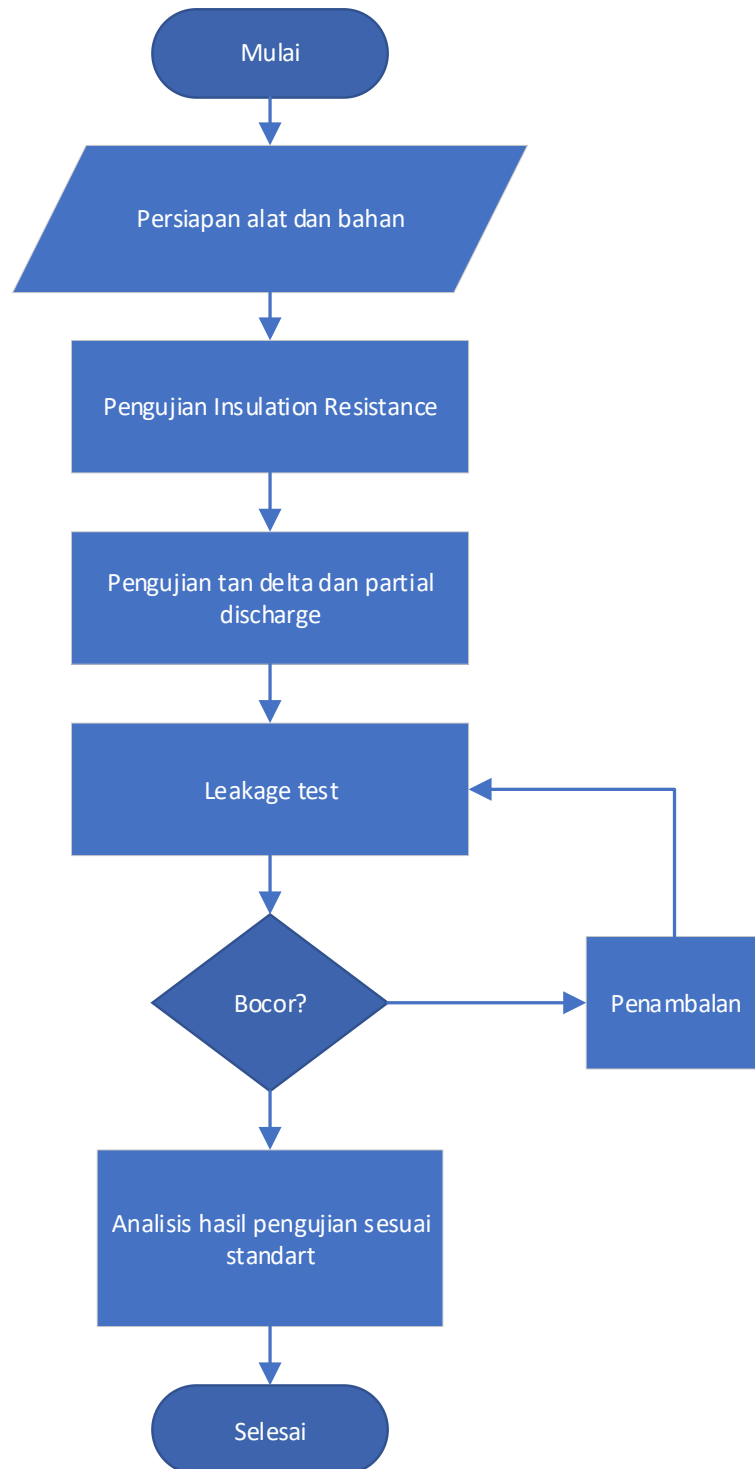 Mulai
Persiapan alat dan bahan
Pengujian Insulation Resistance
Pengujian tan delta dan partial
discharge
Leakage test
Bocor?
Penambalan
Analisis hasil pengujian sesuai
standart
Selesai